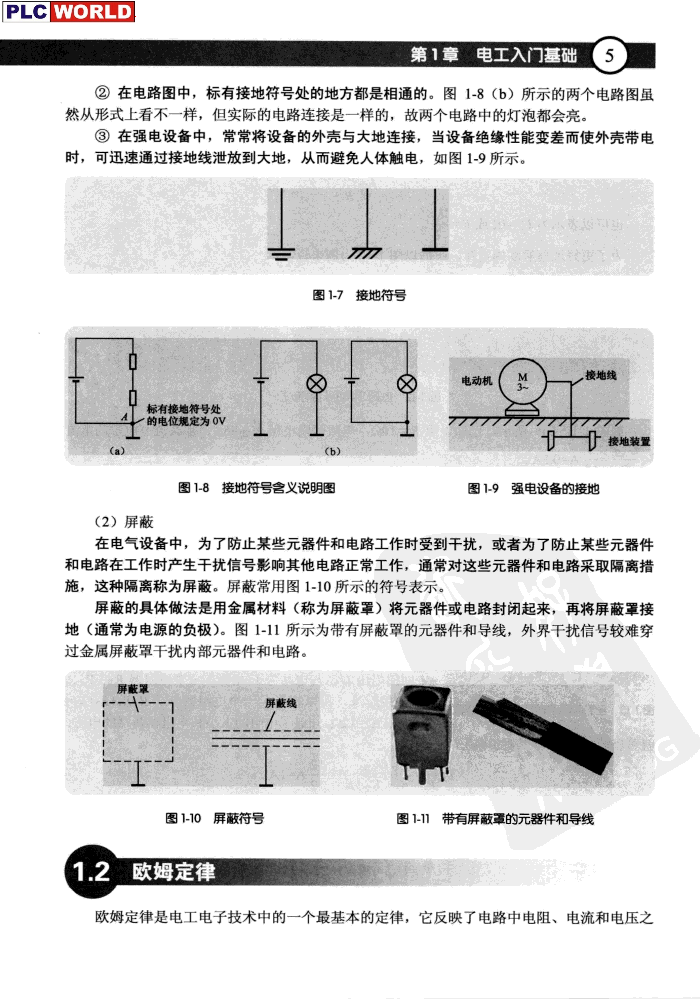 PLC WORLD
第1章 电工入门基础 5
② 在电路图中，标有接地符号处的地方都是相通的。图 1-8（b）所示的两个电路图虽
然从形式上看不一样，但实际的电路连接是一样的，故两个电路中的灯泡都会亮。
③ 在强电设备中，常常将设备的外壳与大地连接，当设备绝缘性能变差而使外壳带电
时，可迅速通过接地线泄放到大地，从而避免人体触电，如图 1-9 所示。
图 1-7 接地符号
A
标有接地符号处
的电位规定为 0V
(a)
(b)
电动机
M
3~
接地线
接地装置
图 1-8 接地符号含义说明图
图 1-9 强电设备的接地
（2）屏蔽
在电气设备中，为了防止某些元器件和电路工作时受到干扰，或者为了防止某些元器件
和电路在工作时产生干扰信号影响其他电路正常工作，通常对这些元器件和电路采取隔离措
施，这种隔离称为屏蔽。屏蔽常用图 1-10 所示的符号表示。
屏蔽的具体做法是用金属材料（称为屏蔽罩）将元器件或电路封闭起来，再将屏蔽罩接
地（通常为电源的负极）。图 1-11 所示为带有屏蔽罩的元器件和导线，外界干扰信号较难穿
过金属屏蔽罩干扰内部元器件和电路。
屏蔽罩
屏蔽线
图 1-10 屏蔽符号
图 1-11 带有屏蔽罩的元器件和导线
1.2 欧姆定律
欧姆定律是电工电子技术中的一个最基本的定律，它反映了电路中电阻、电流和电压之